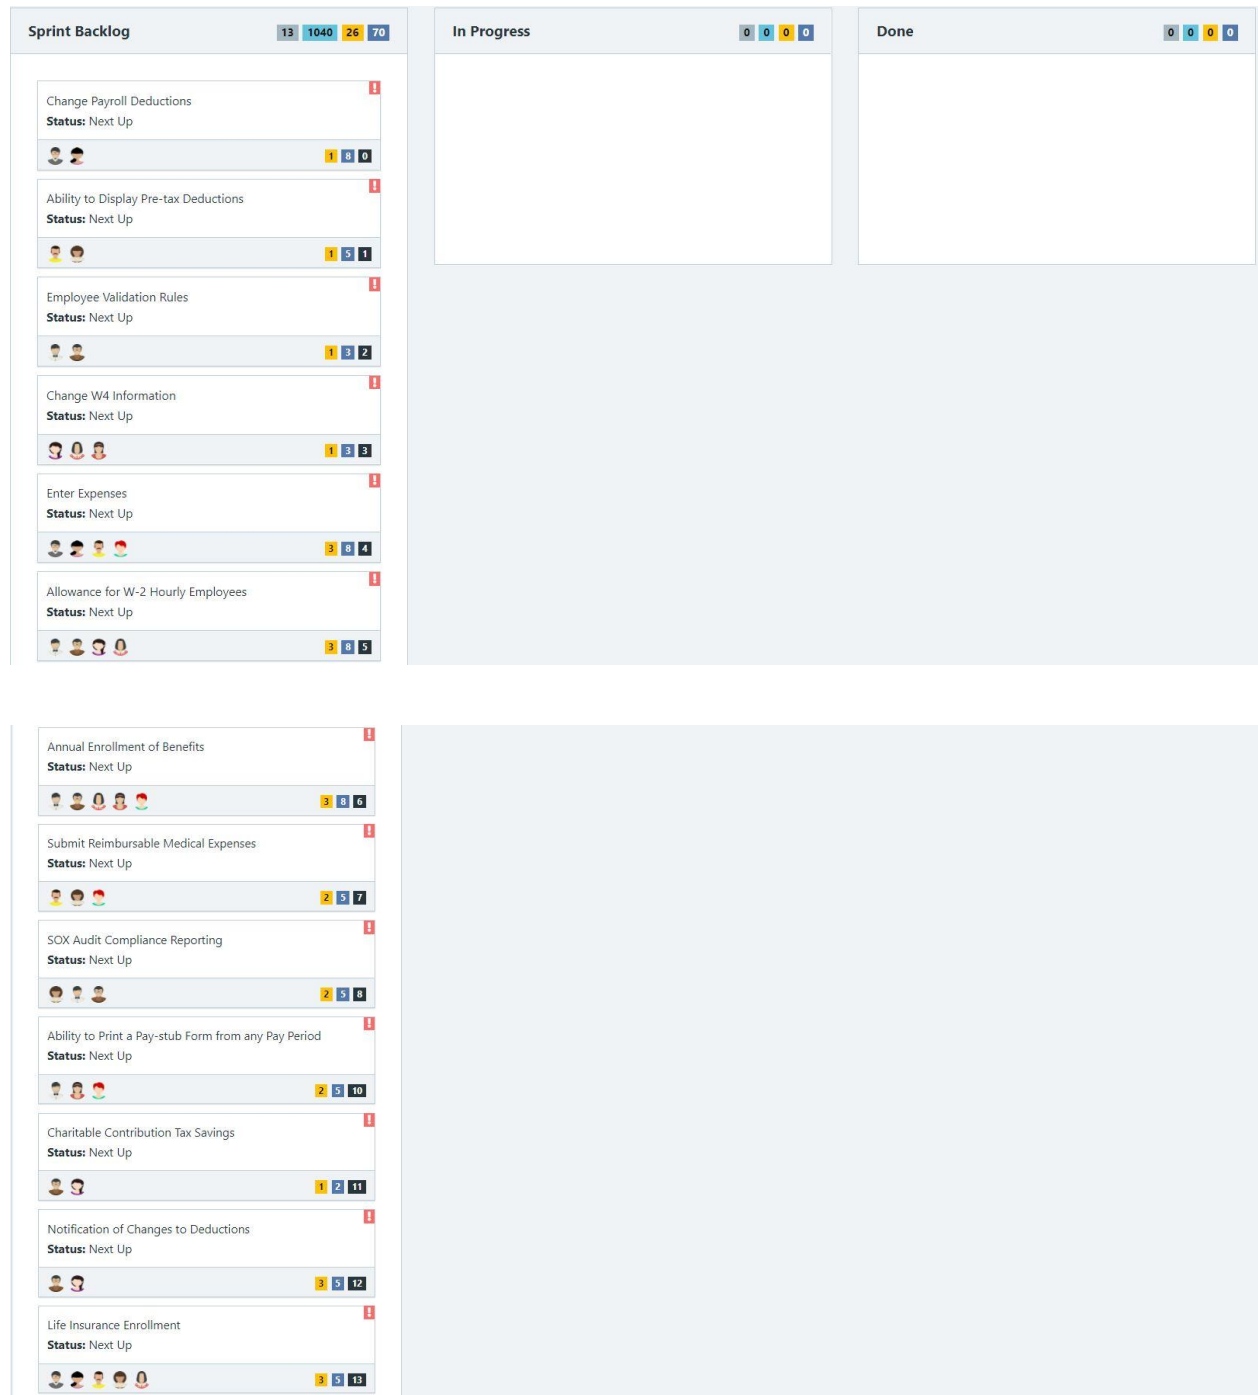 Sprint Backlog 13 1040 26 70
In Progress 0 0 0 0
Done 0 0 0 0
!
Change Payroll Deductions
Status: Next Up
1 8 0
!
Ability to Display Pre-tax Deductions
Status: Next Up
1 5 1
!
Employee Validation Rules
Status: Next Up
1 3 2
!
Change W4 Information
Status: Next Up
1 3 3
!
Enter Expenses
Status: Next Up
3 8 4
!
Allowance for W-2 Hourly Employees
Status: Next Up
3 8 5
!
Annual Enrollment of Benefits
Status: Next Up
3 8 6
!
Submit Reimbursable Medical Expenses
Status: Next Up
2 5 7
!
SOX Audit Compliance Reporting
Status: Next Up
2 5 8
!
Ability to Print a Pay-stub Form from any Pay Period
Status: Next Up
2 5 10
!
Charitable Contribution Tax Savings
Status: Next Up
1 2 11
!
Notification of Changes to Deductions
Status: Next Up
3 5 12
!
Life Insurance Enrollment
Status: Next Up
3 5 13